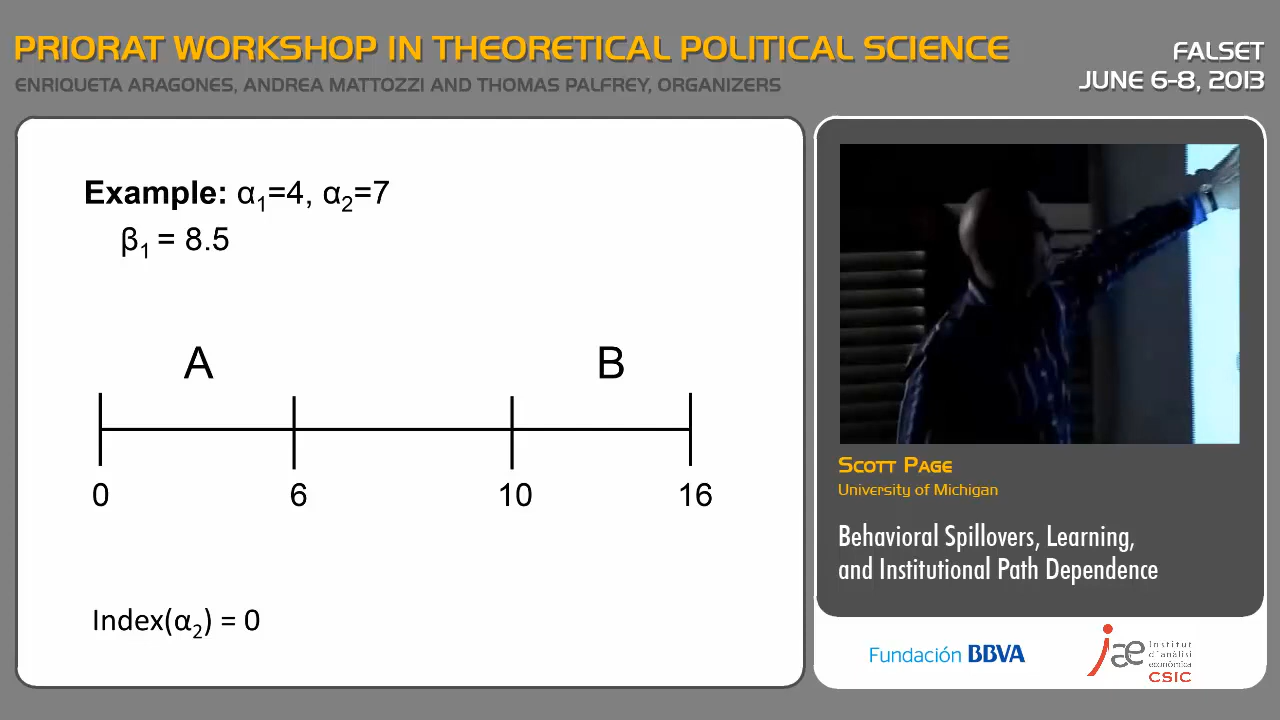 PRIORAT WORKSHOP IN THEORETICAL POLITICAL SCIENCE
ENRIQUETA ARAGONES, ANDREA MATTOZZI AND THOMAS PALFREY, ORGANIZERS
FALSET
JUNE 6-8, 2013
Example: α₁=4, α₂=7
β₁ = 8.5
A B
0 6 10 16
Index(α₂) = 0
SCOTT PAGE
University of Michigan
Behavioral Spillovers, Learning,
and Institutional Path Dependence
Fundación BBVA
iae
Institut
d'anàlisi
econòmica
CSIC